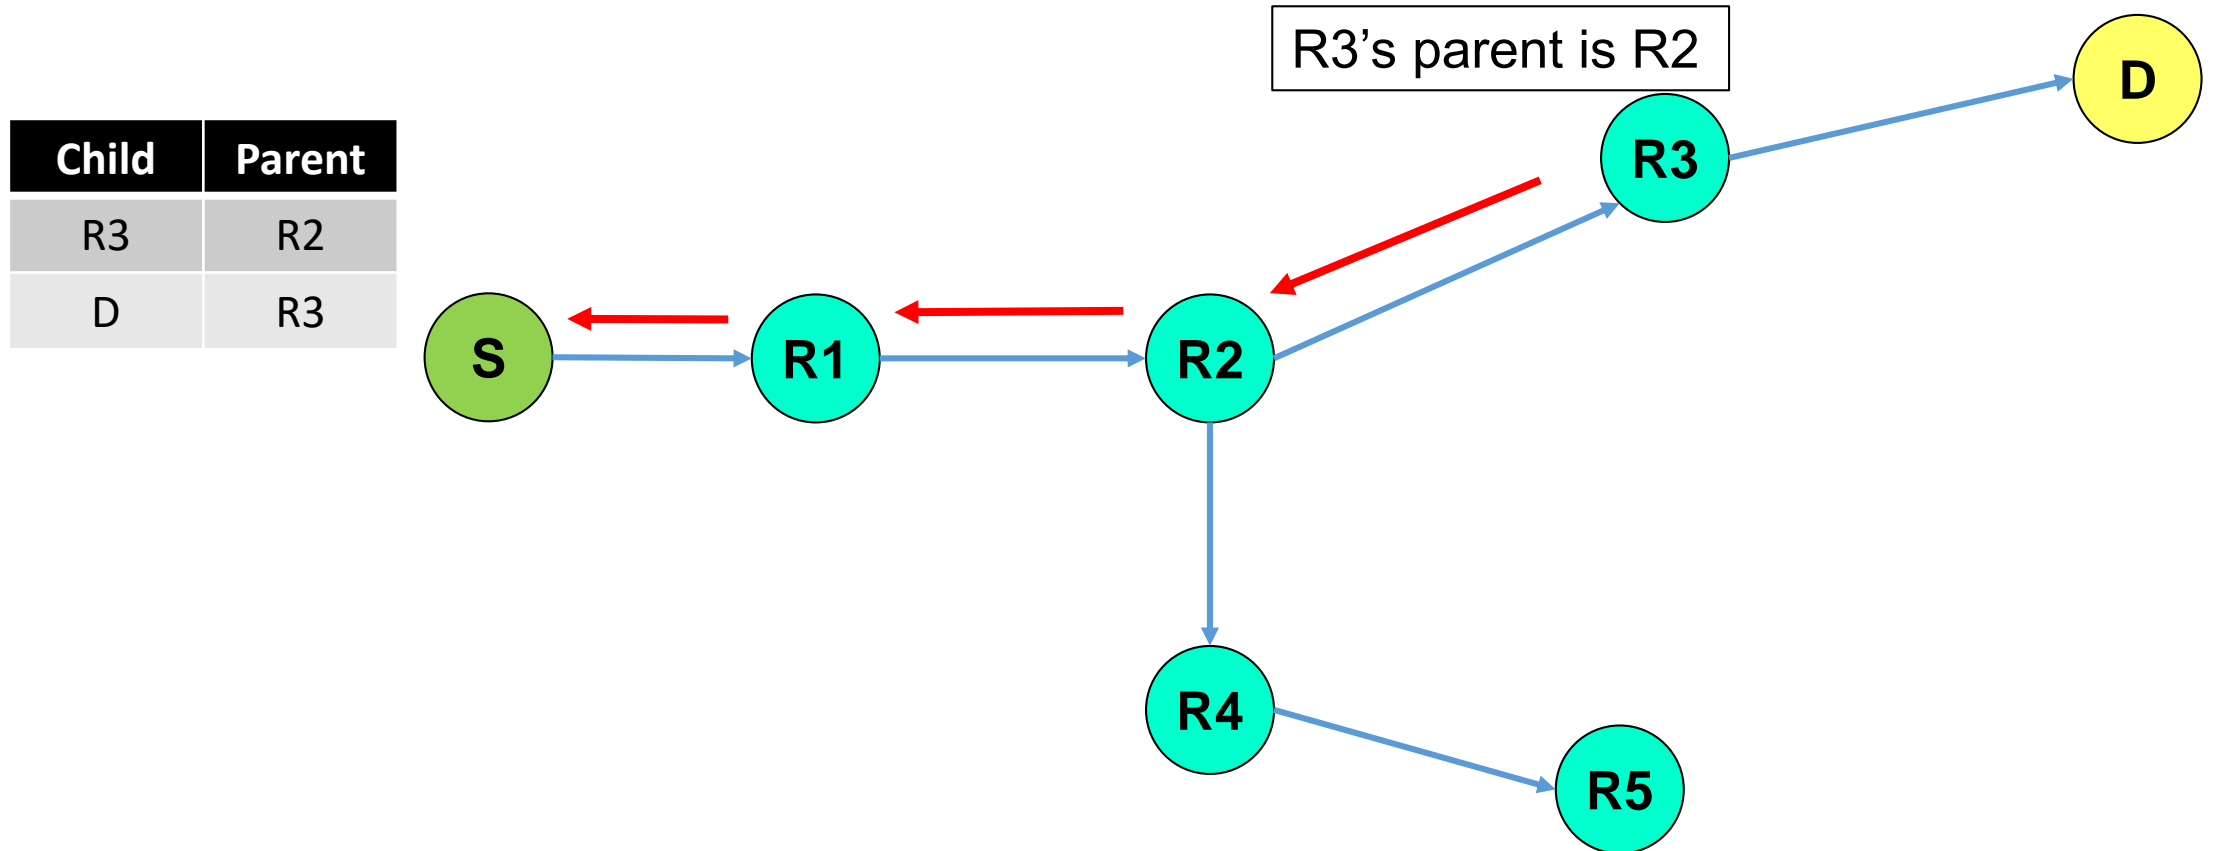 R3’s parent is R2
D
R3
Child Parent
R3 R2
D R3
S
R1
R2
R4
R5